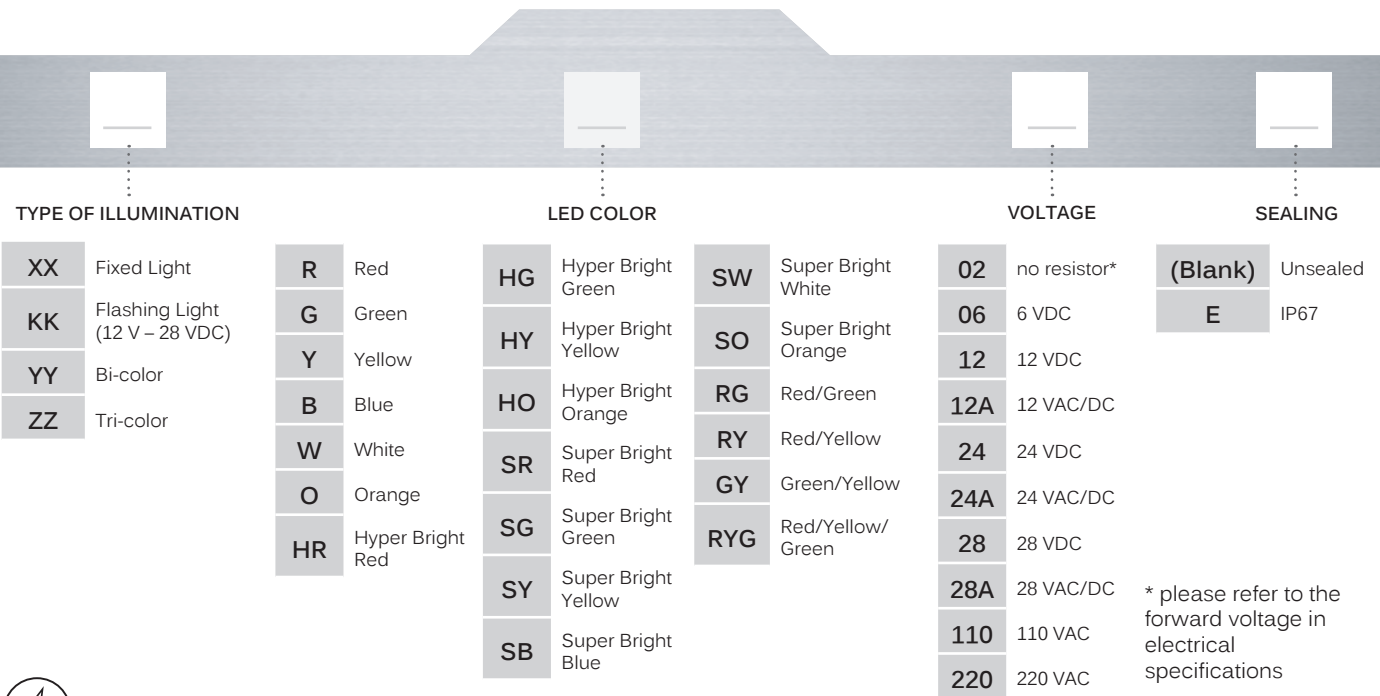 TYPE OF ILLUMINATION
XX Fixed Light
KK Flashing Light
(12 V – 28 VDC)
YY Bi-color
ZZ Tri-color
LED COLOR
R Red
G Green
Y Yellow
B Blue
W White
O Orange
HR Hyper Bright
Red
HG Hyper Bright
Green
HY Hyper Bright
Yellow
HO Hyper Bright
Orange
SR Super Bright
Red
SG Super Bright
Green
SY Super Bright
Yellow
SB Super Bright
Blue
SW Super Bright
White
SO Super Bright
Orange
RG Red/Green
RY Red/Yellow
GY Green/Yellow
RYG Red/Yellow/
Green
VOLTAGE
02 no resistor*
06 6 VDC
12 12 VDC
12A 12 VAC/DC
24 24 VDC
24A 24 VAC/DC
28 28 VDC
28A 28 VAC/DC
110 110 VAC
220 220 VAC
SEALING
(Blank) Unsealed
E IP67
* please refer to the
forward voltage in
electrical
specifications